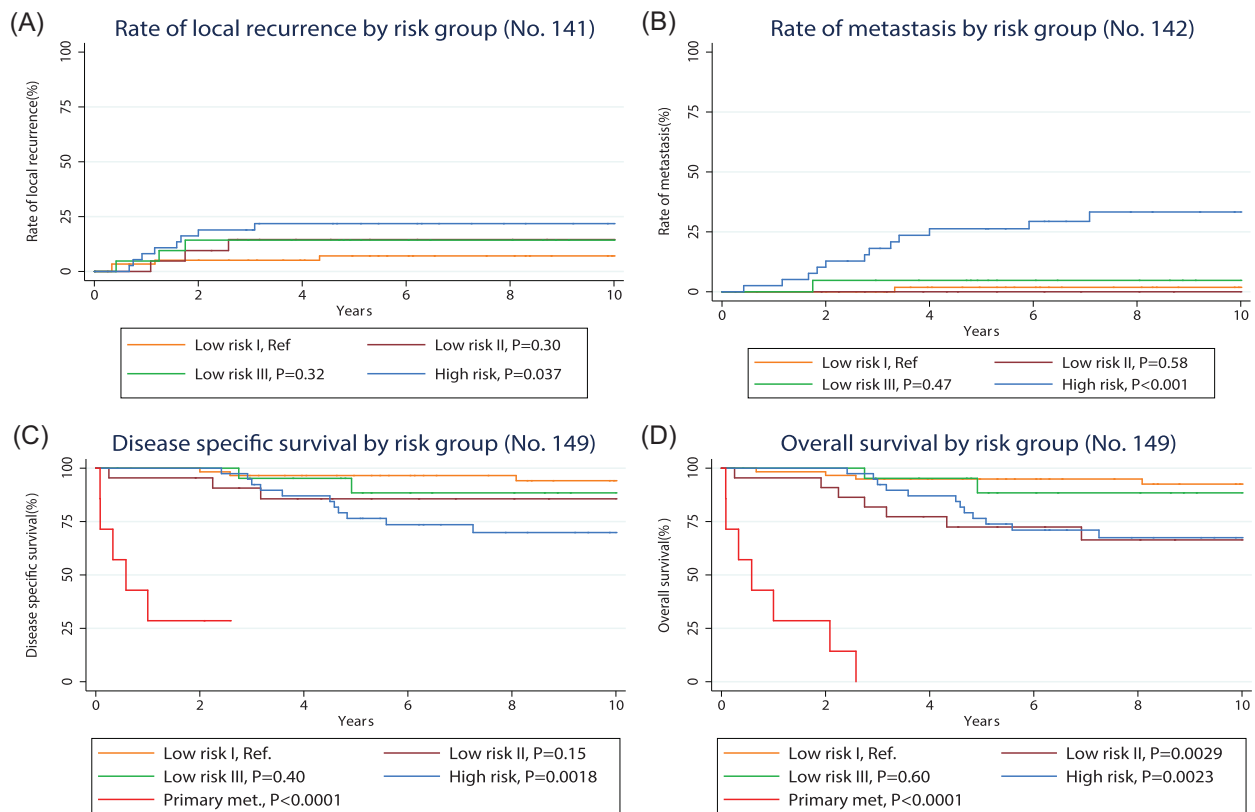 (A) Rate of local recurrence by risk group (No. 141)
Rate of local recurrence(%)
100
75
50
25
0
0 2 4 6 8 10
Years
Low risk I, Ref Low risk II, P=0.30
Low risk III, P=0.32 High risk, P=0.037
(B) Rate of metastasis by risk group (No. 142)
Rate of metastasis(%)
100
75
50
25
0
0 2 4 6 8 10
Years
Low risk I, Ref Low risk II, P=0.58
Low risk III, P=0.47 High risk, P<0.001
(C) Disease specific survival by risk group (No. 149)
Disease specific survival(%)
100
75
50
25
0
0 2 4 6 8 10
Years
Low risk I, Ref. Low risk II, P=0.15
Low risk III, P=0.40 High risk, P=0.0018
Primary met., P<0.0001
(D) Overall survival by risk group (No. 149)
Overall survival(%)
100
75
50
25
0
0 2 4 6 8 10
Years
Low risk I, Ref. Low risk II, P=0.0029
Low risk III, P=0.60 High risk, P=0.0023
Primary met, P<0.0001